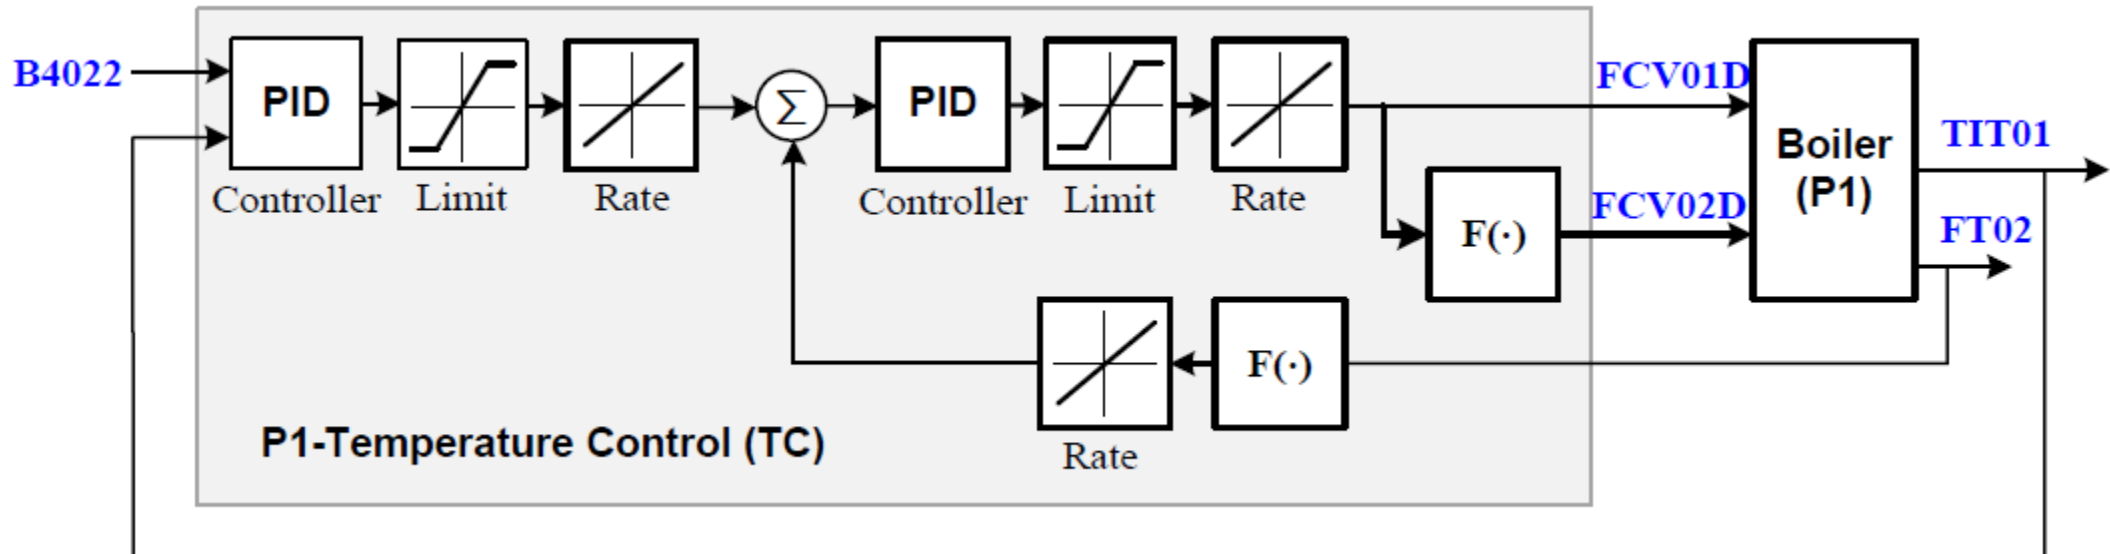 B4022
PID
Controller
Limit
Rate
Σ
PID
Controller
Limit
Rate
FCV01D
F(·)
FCV02D
Boiler
(P1)
TIT01
FT02
Rate
F(·)
P1-Temperature Control (TC)